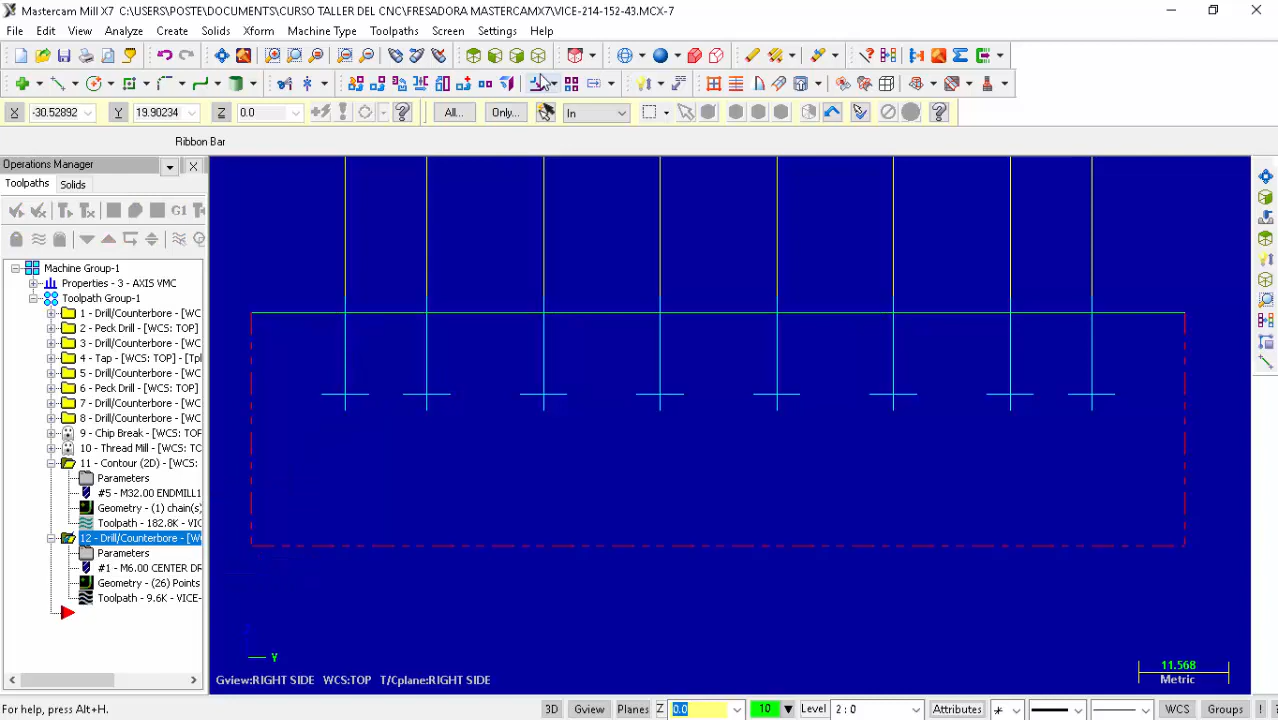 Mastercam Mill X7  C:\USERS\POSTE\DOCUMENTS\CURSO TALLER DEL CNC\FRESADORA MASTERCAMX7\VICE-214-152-43.MCX-7
File Edit View Analyze Create Solids Xform Machine Type Toolpaths Screen Settings Help
X -30.52892 Y 19.90234 Z 0.0 All... Only... In
Ribbon Bar
Operations Manager
Toolpaths Solids
G1
Machine Group-1
Properties - 3 - AXIS VMC
Toolpath Group-1
1 - Drill/Counterbore - [WC
2 - Peck Drill - [WCS: TOP]
3 - Drill/Counterbore - [WC
4 - Tap - [WCS: TOP] - [Tpl
5 - Drill/Counterbore - [WC
6 - Peck Drill - [WCS: TOP]
7 - Drill/Counterbore - [WC
8 - Drill/Counterbore - [WC
9 - Chip Break - [WCS: TOP
10 - Thread Mill - [WCS: TO
11 - Contour (2D) - [WCS:
Parameters
#5 - M32.00 ENDMILL1
Geometry - (1) chain(s)
Toolpath - 182.8K - VIC
12 - Drill/Counterbore - [W
Parameters
#1 - M6.00 CENTER DR
Geometry - (26) Points
Toolpath - 9.6K - VICE-
Y
Gview:RIGHT SIDE WCS:TOP T/Cplane:RIGHT SIDE
11.568
Metric
For help, press Alt+H.
3D Gview Planes Z 0.0 10 Level 2 : 0 Attributes WCS Groups